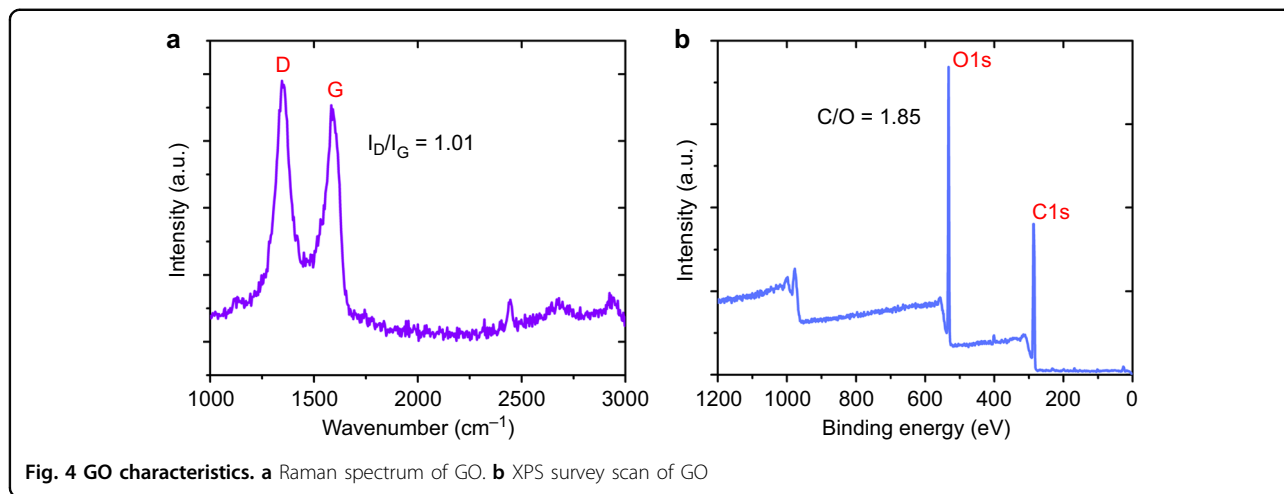 a
D
G
I_D/I_G = 1.01
Intensity (a.u.)
1000 1500 2000 2500 3000
Wavenumber (cm⁻¹)
b
O1s
C/O = 1.85
C1s
Intensity (a.u.)
1200 1000 800 600 400 200 0
Binding energy (eV)
Fig. 4 GO characteristics. a Raman spectrum of GO. b XPS survey scan of GO